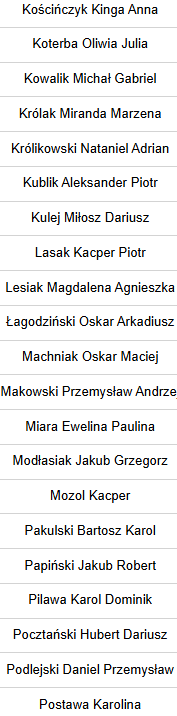 Kościńczyk Kinga Anna
Koterba Oliwia Julia
Kowalik Michał Gabriel
Królak Miranda Marzena
Królikowski Nataniel Adrian
Kublik Aleksander Piotr
Kulej Miłosz Dariusz
Lasak Kacper Piotr
Lesiak Magdalena Agnieszka
Łagodziński Oskar Arkadiusz
Machniak Oskar Maciej
Makowski Przemysław Andrzej
Miara Ewelina Paulina
Modłasiak Jakub Grzegorz
Mozol Kacper
Pakulski Bartosz Karol
Papiński Jakub Robert
Pilawa Karol Dominik
Pocztański Hubert Dariusz
Podlejski Daniel Przemysław
Postawa Karolina